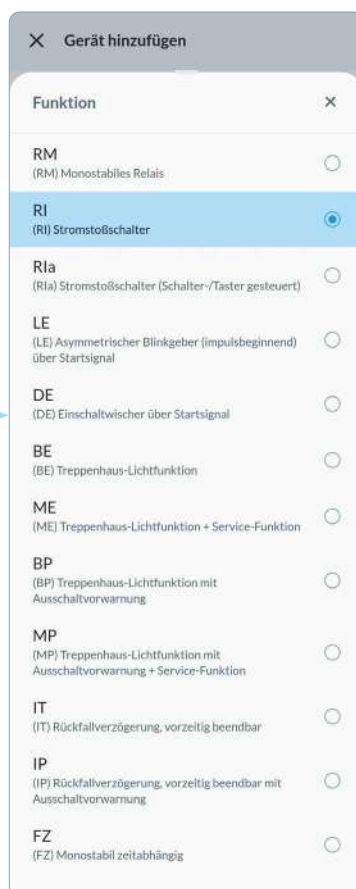 Gerät hinzufügen
Funktion
RM
(RM) Monostabiles Relais
RI
(RI) Stromstoßschalter
RIa
(RIa) Stromstoßschalter (Schalter-/Taster gesteuert)
LE
(LE) Asymmetrischer Blinkgeber (impulsbeginnend)
über Startsignal
DE
(DE) Einschaltwischer über Startsignal
BE
(BE) Treppenhaus-Lichtfunktion
ME
(ME) Treppenhaus-Lichtfunktion + Service-Funktion
BP
(BP) Treppenhaus-Lichtfunktion mit
Ausschaltvorwarnung
MP
(MP) Treppenhaus-Lichtfunktion mit
Ausschaltvorwarnung + Service-Funktion
IT
(IT) Rückfallverzögerung, vorzeitig beendbar
IP
(IP) Rückfallverzögerung, vorzeitig beendbar mit
Ausschaltvorwarnung
FZ
(FZ) Monostabil zeitabhängig